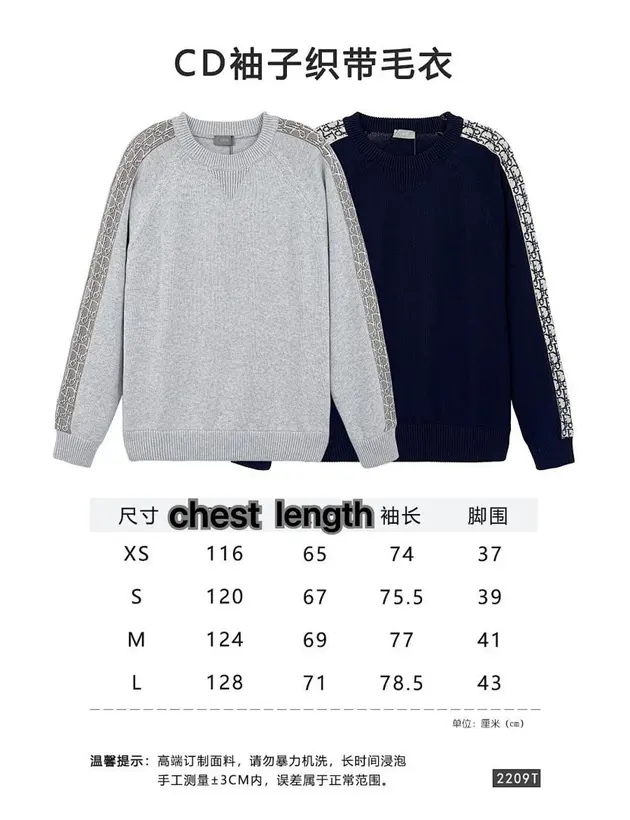 CD袖子织带毛衣
尺寸 chest length 袖长 脚围
XS 116 65 74 37
S 120 67 75.5 39
M 124 69 77 41
L 128 71 78.5 43
单位：厘米（cm）
温馨提示：高端订制面料，请勿暴力机洗，长时间浸泡
手工测量±3CM内，误差属于正常范围。
2209T